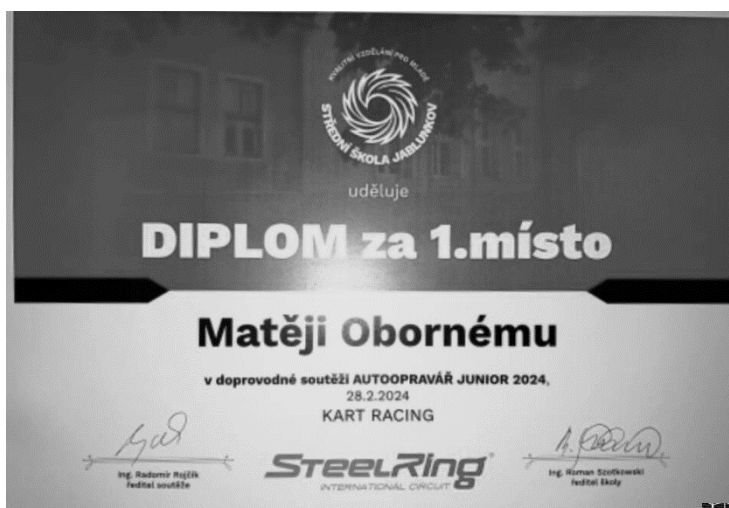 KVALITNÍ VZDĚLÁNÍ PRO MLADÉ
STŘEDNÍ ŠKOLA JABLUNKOV
uděluje
DIPLOM za 1.místo
Matěji Obornému
v doprovodné soutěži AUTOOPRAVÁŘ JUNIOR 2024,
28.2.2024
KART RACING
Ing. Radomír Rojčík
ředitel soutěže
SteelRing
INTERNATIONAL CIRCUIT
Ing. Roman Szotkowski
ředitel školy